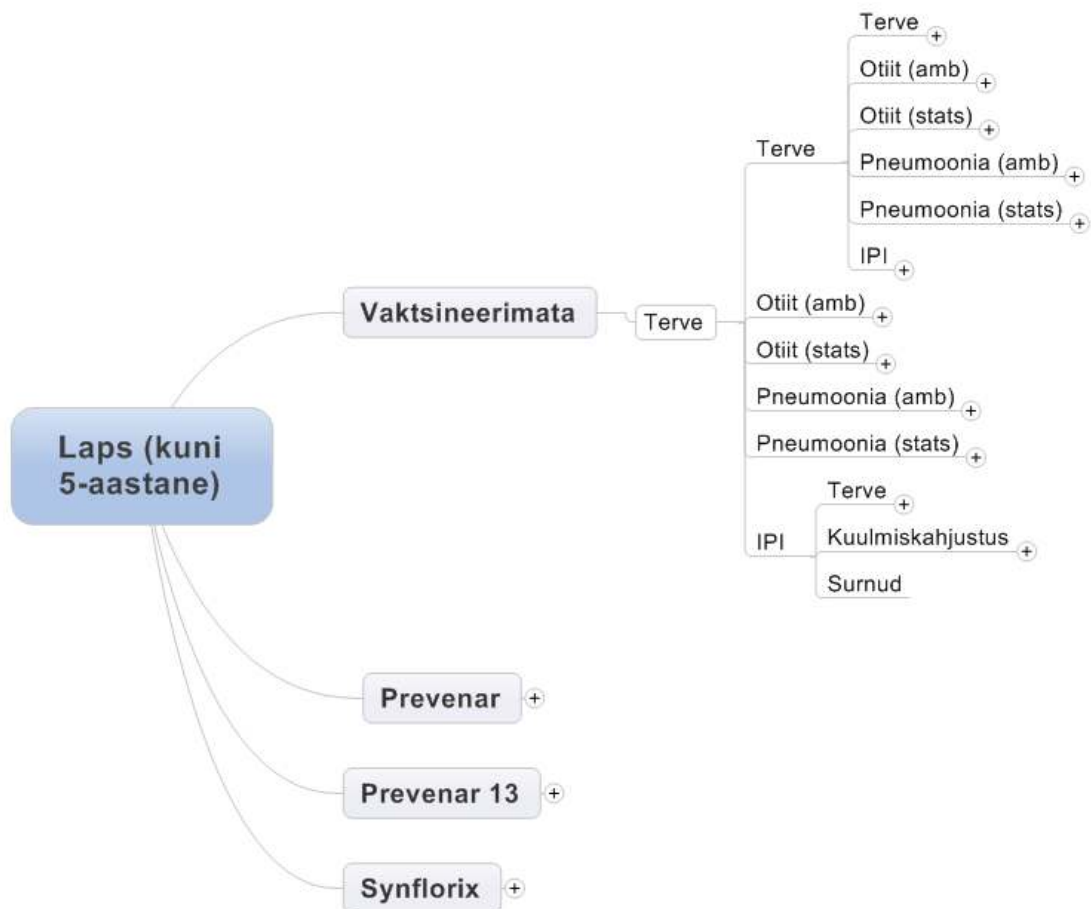 Terve
Otiit (amb)
Otiit (stats)
Terve
Pneumoonia (amb)
Pneumoonia (stats)
IPI
Vaktsineerimata
Terve
Otiit (amb)
Otiit (stats)
Pneumoonia (amb)
Pneumoonia (stats)
Laps (kuni
5-aastane)
Terve
IPI
Kuulmiskahjustus
Surnud
Prevenar
Prevenar 13
Synflorix